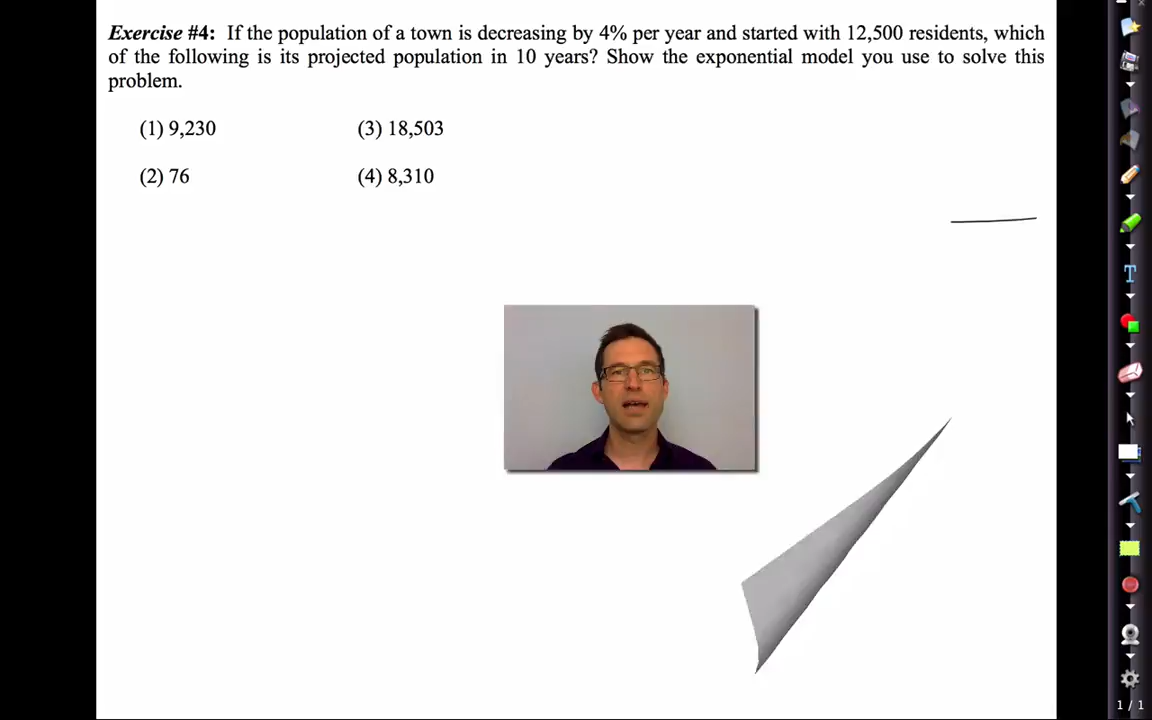 Exercise #4: If the population of a town is decreasing by 4% per year and started with 12,500 residents, which
of the following is its projected population in 10 years? Show the exponential model you use to solve this
problem.
(1) 9,230 (3) 18,503
(2) 76 (4) 8,310
T
1 / 1